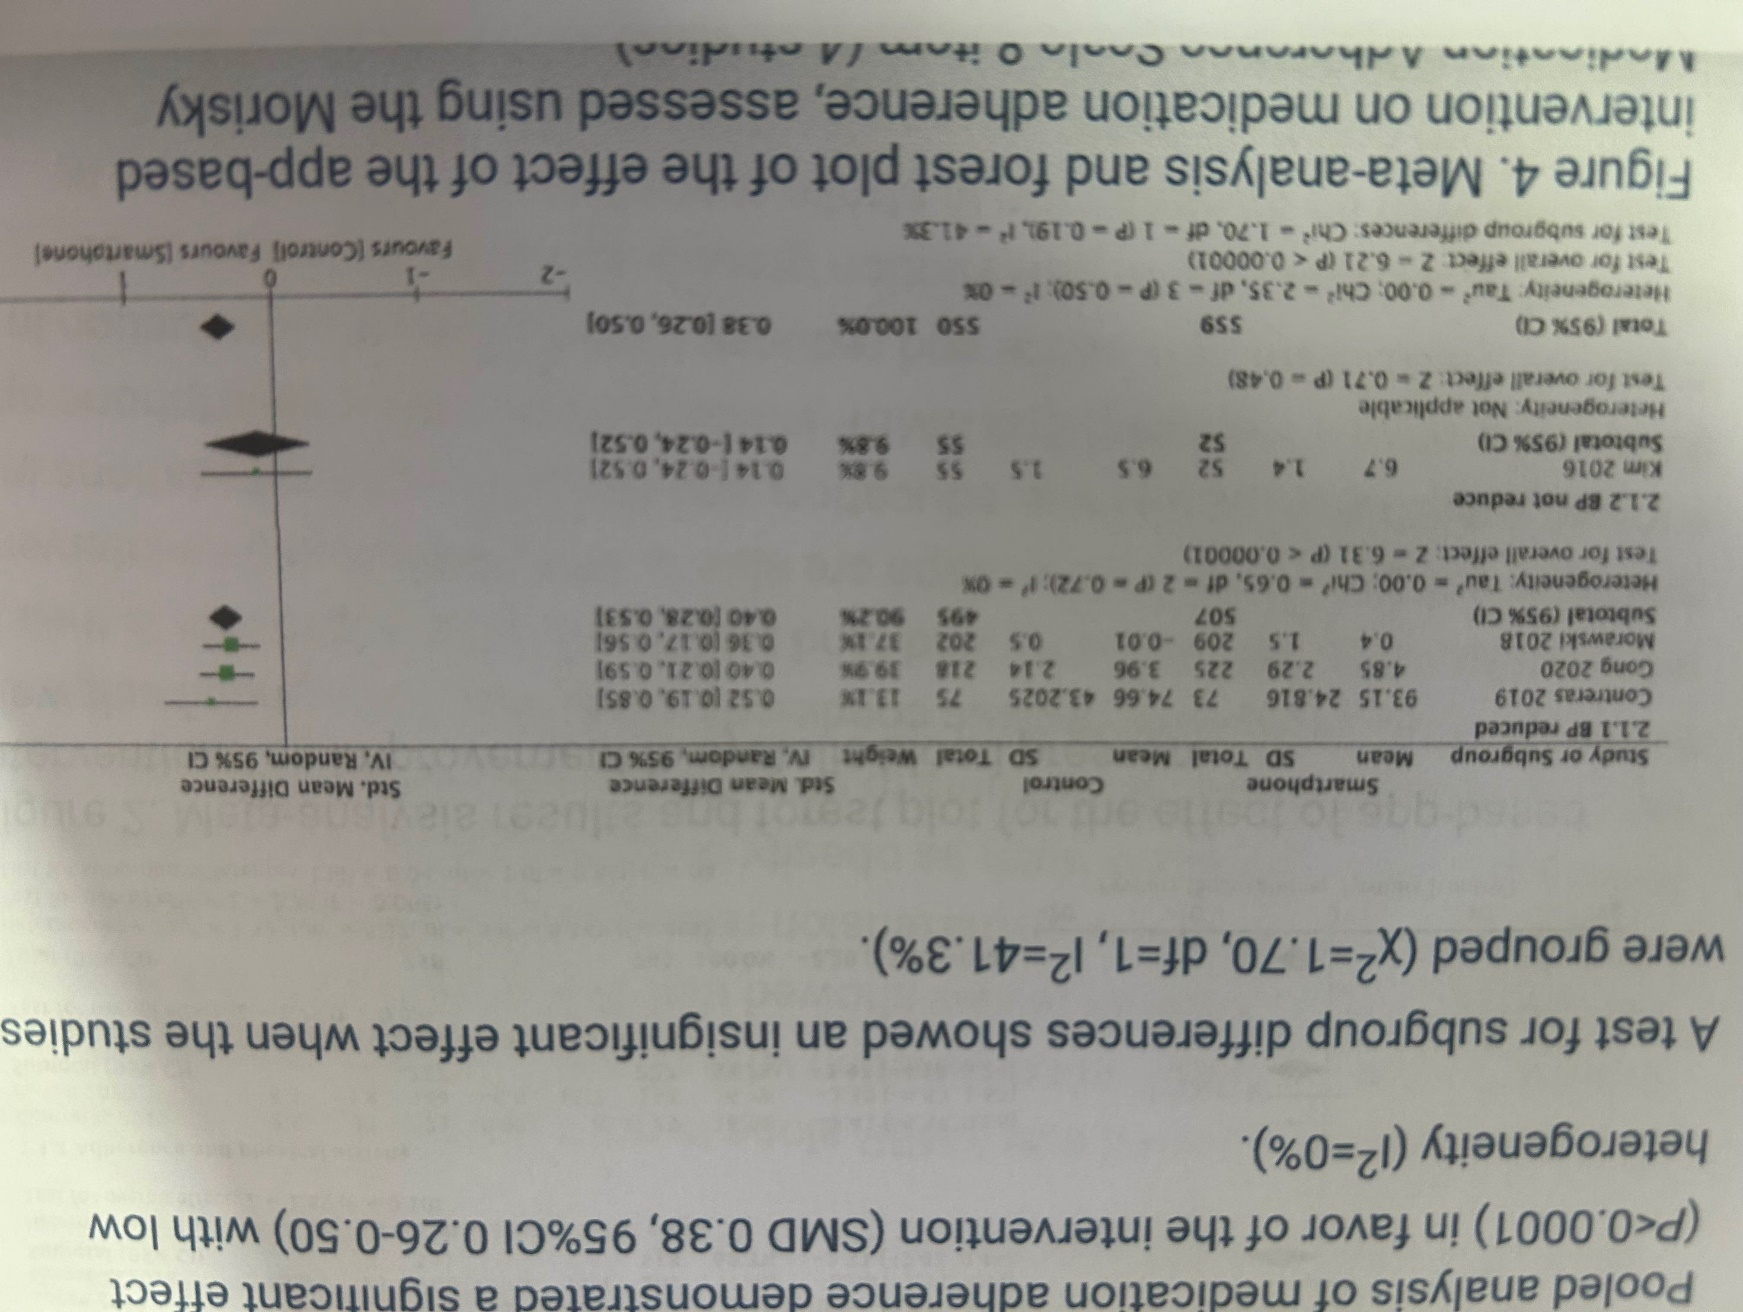 Pooled analysis of medication adherence demonstrated a significant effect
(P<0.0001) in favor of the intervention (SMD 0.38, 95%CI 0.26-0.50) with low
heterogeneity (I2=0%).
A test for subgroup differences showed an insignificant effect when the studies
were grouped (χ2=1.70, df=1, I2=41.3%).
Smartphone Control Std. Mean Difference Std. Mean Difference
Study or Subgroup Mean SD Total Mean SD Total Weight IV, Random, 95% CI IV, Random, 95% CI
2.1.1 BP reduced
Contreras 2019 93.15 24.816 73 74.66 43.2025 75 13.1% 0.52 [0.19, 0.85]
Gong 2020 4.85 2.29 225 3.96 2.14 218 39.9% 0.40 [0.21, 0.59]
Morawski 2018 0.4 1.5 209 -0.01 0.5 202 37.1% 0.36 [0.17, 0.56]
Subtotal (95% CI) 507 495 90.2% 0.40 [0.28, 0.53]
Heterogeneity: Tau² = 0.00; Chi² = 0.65, df = 2 (P = 0.72); I² = 0%
Test for overall effect: Z = 6.31 (P < 0.00001)
2.1.2 BP not reduce
Kim 2016 6.7 1.4 52 6.5 1.5 55 9.8% 0.14 [-0.24, 0.52]
Subtotal (95% CI) 52 55 9.8% 0.14 [-0.24, 0.52]
Heterogeneity: Not applicable
Test for overall effect: Z = 0.71 (P = 0.48)
Total (95% CI) 559 550 100.0% 0.38 [0.26, 0.50]
Heterogeneity: Tau² = 0.00; Chi² = 2.35, df = 3 (P = 0.50); I² = 0%
Test for overall effect: Z = 6.21 (P < 0.00001)
Test for subgroup differences: Chi² = 1.70, df = 1 (P = 0.19), I² = 41.3%
-2 -1 0 1
Favours [Control] Favours [Smartphone]
Figure 4. Meta-analysis and forest plot of the effect of the app-based
intervention on medication adherence, assessed using the Morisky
Medication Adherence Scale 8 item (4 studies)